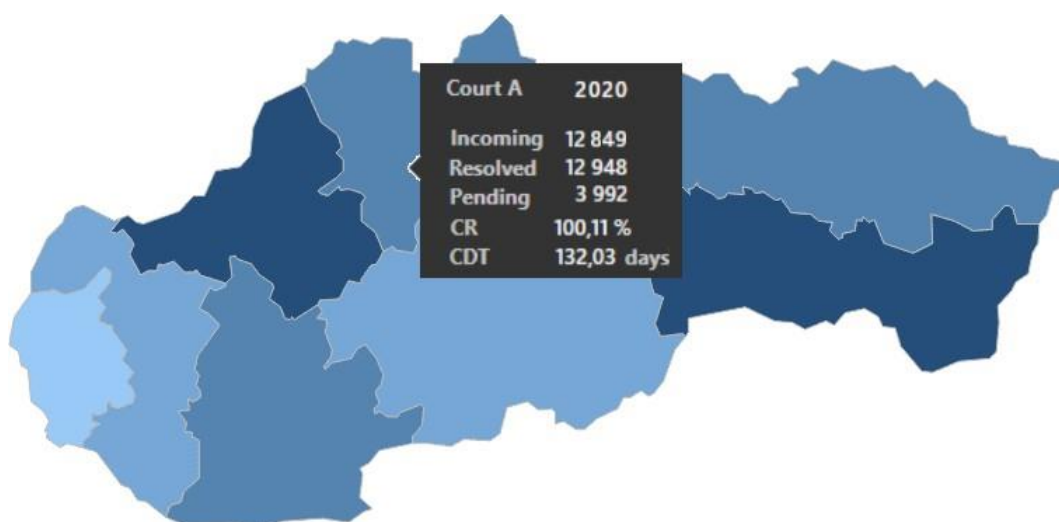 Court A 2020
Incoming 12 849
Resolved 12 948
Pending 3 992
CR 100,11 %
CDT 132,03 days